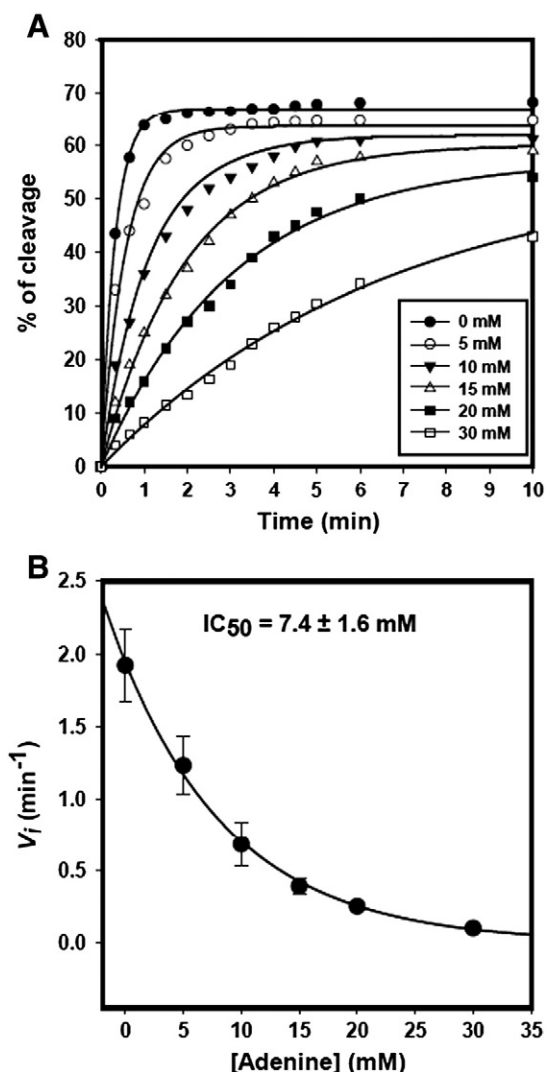 A
80
70
60
50
40
30
20
10
0
% of cleavage
0 mM
5 mM
10 mM
15 mM
20 mM
30 mM
0 1 2 3 4 5 6 7 8 9 10
Time (min)
B
2.5
2.0
1.5
1.0
0.5
0.0
Vi (min-1)
IC50 = 7.4 ± 1.6 mM
0 5 10 15 20 25 30 35
[Adenine] (mM)